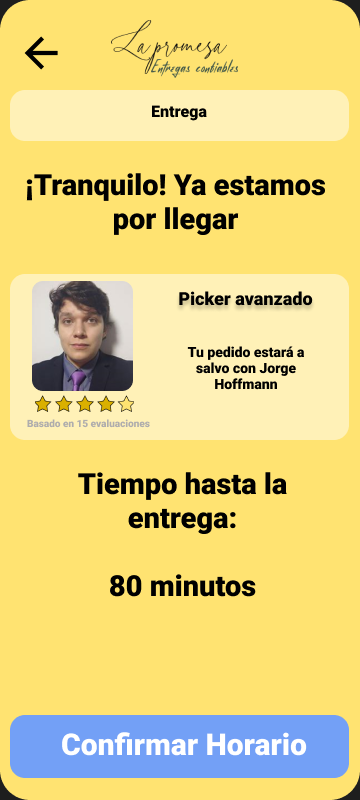 La promesa
Entregas confiables
Entrega
¡Tranquilo! Ya estamos
por llegar
Picker avanzado
Tu pedido estará a
salvo con Jorge
Hoffmann
Basado en 15 evaluaciones
Tiempo hasta la
entrega:
80 minutos
Confirmar Horario